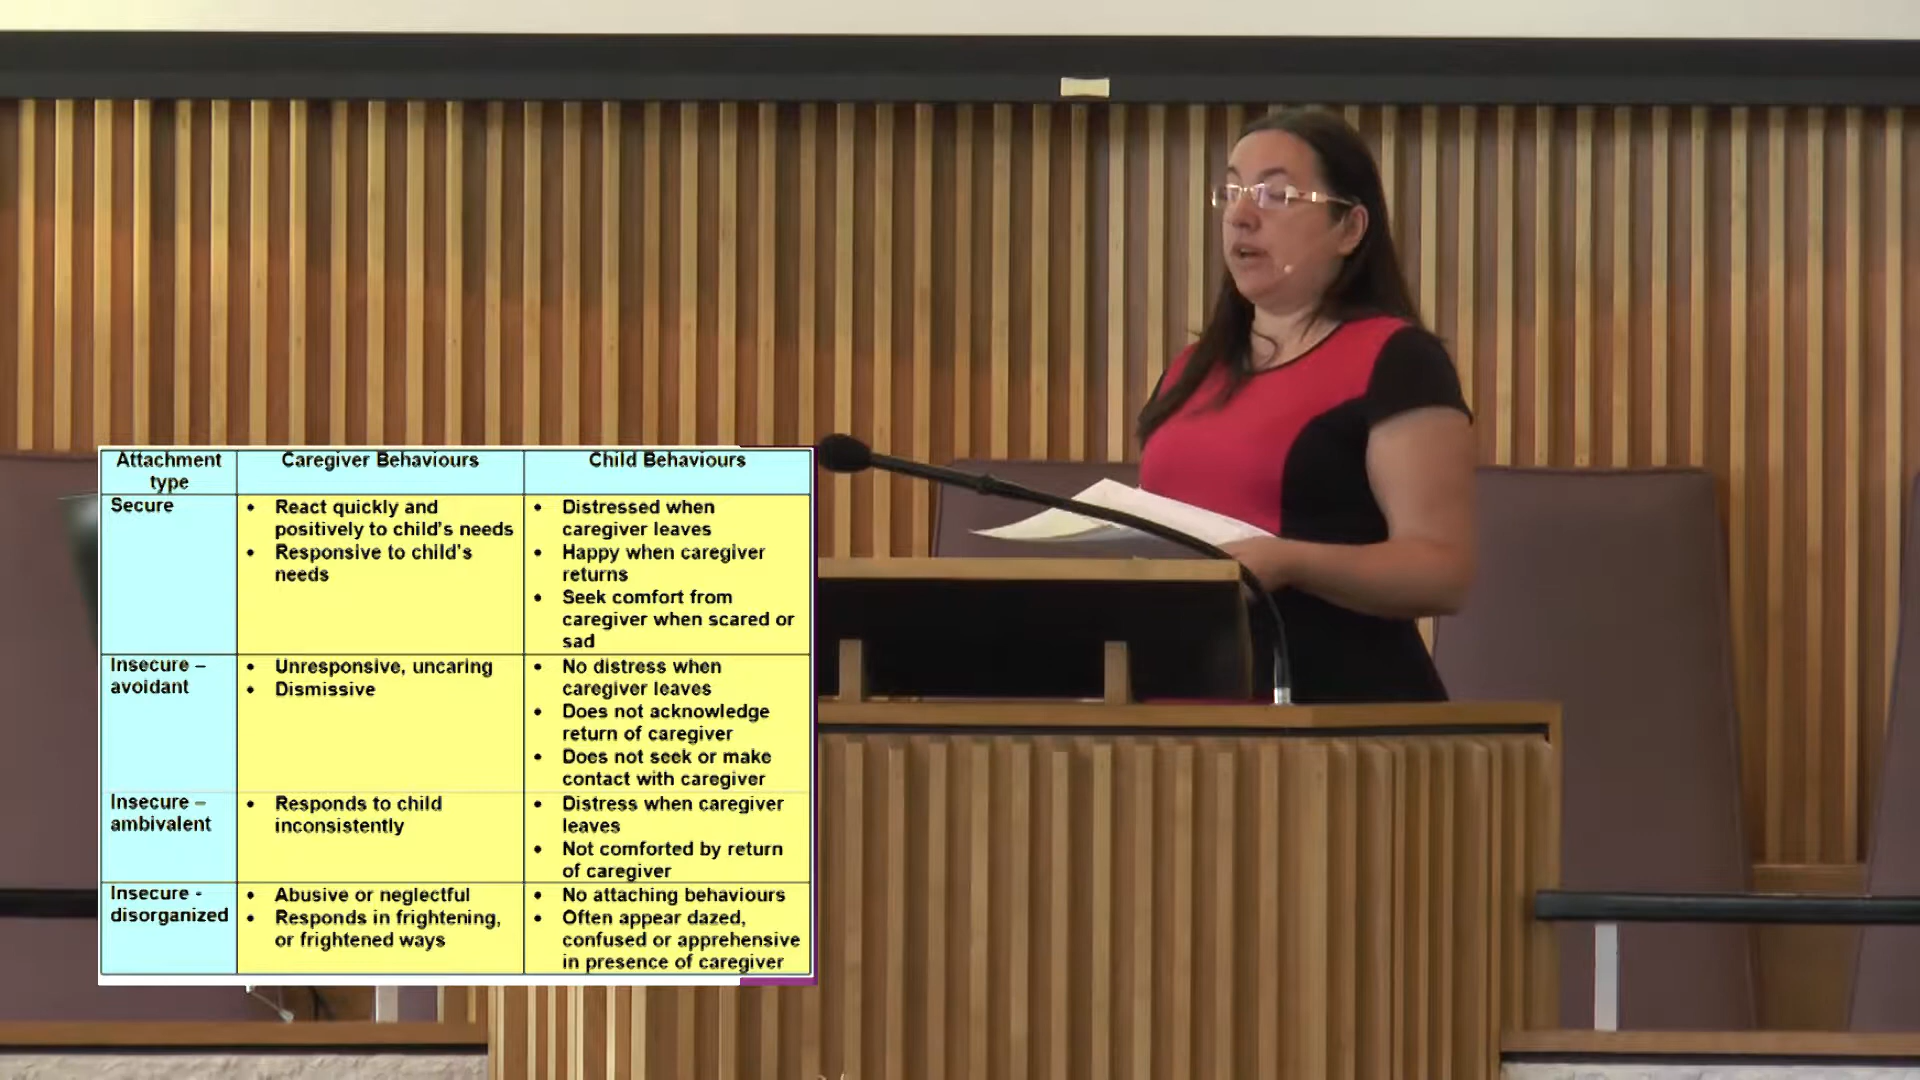 Attachment type
Caregiver Behaviours
Child Behaviours
Secure
• React quickly and
positively to child's needs
• Responsive to child's
needs
• Distressed when
caregiver leaves
• Happy when caregiver
returns
• Seek comfort from
caregiver when scared or
sad
Insecure –
avoidant
• Unresponsive, uncaring
• Dismissive
• No distress when
caregiver leaves
• Does not acknowledge
return of caregiver
• Does not seek or make
contact with caregiver
Insecure –
ambivalent
• Responds to child
inconsistently
• Distress when caregiver
leaves
• Not comforted by return
of caregiver
Insecure -
disorganized
• Abusive or neglectful
• Responds in frightening,
or frightened ways
• No attaching behaviours
• Often appear dazed,
confused or apprehensive
in presence of caregiver